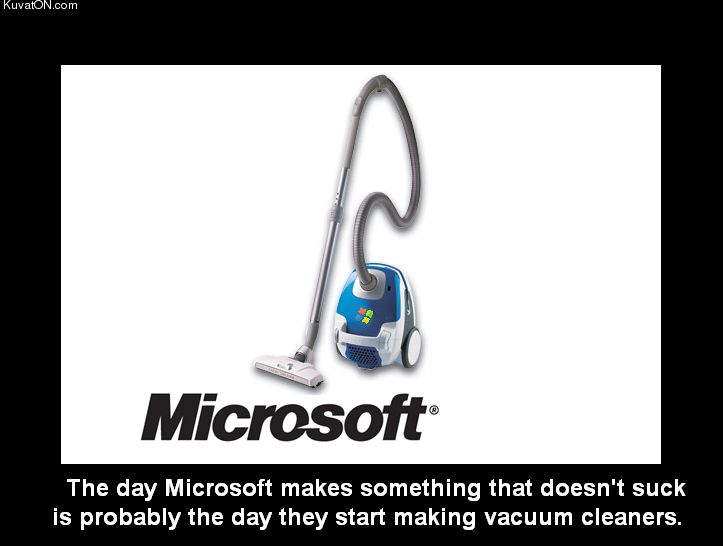 KuvatON.com
Microsoft®
The day Microsoft makes something that doesn't suck
is probably the day they start making vacuum cleaners.